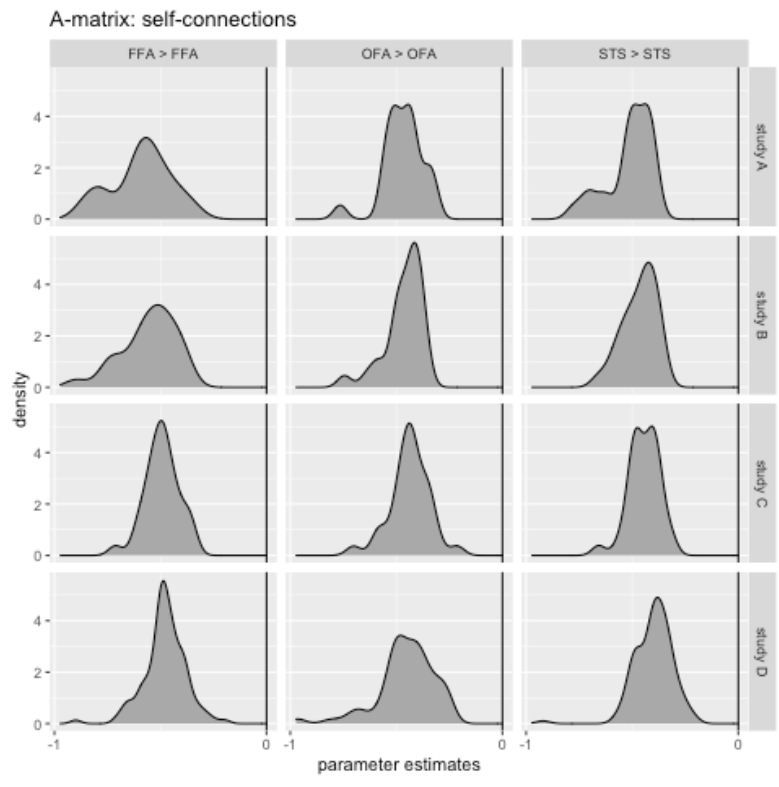 A-matrix: self-connections
FFA > FFA
OFA > OFA
STS > STS
4
2
0
study A
4
2
0
study B
4
2
0
study C
4
2
0
study D
density
-1
0
-1
0
-1
0
parameter estimates